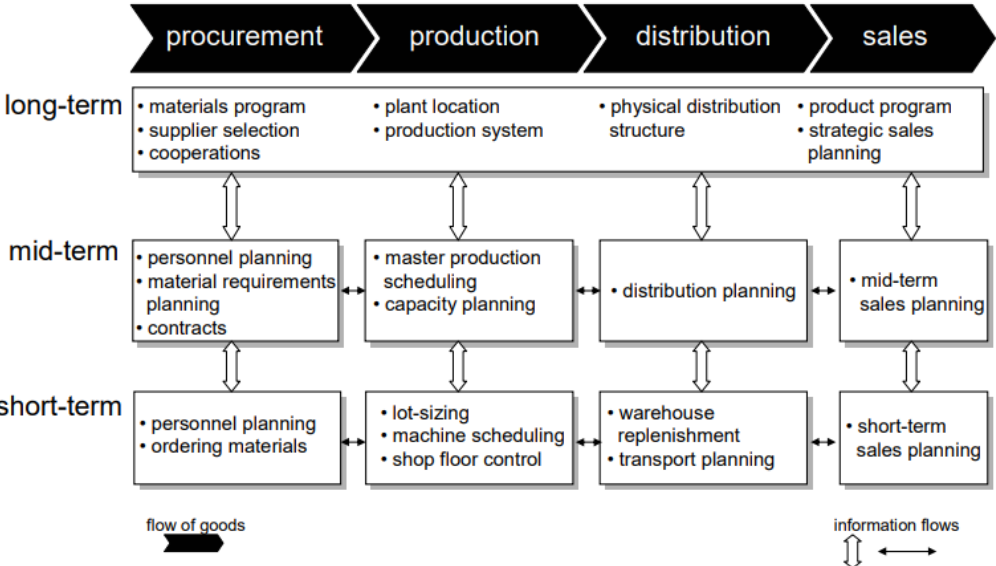 procurement
production
distribution
sales
long-term
• materials program
• supplier selection
• cooperations
• plant location
• production system
• physical distribution
structure
• product program
• strategic sales
planning
mid-term
• personnel planning
• material requirements
planning
• contracts
• master production
scheduling
• capacity planning
• distribution planning
• mid-term
sales planning
short-term
• personnel planning
• ordering materials
• lot-sizing
• machine scheduling
• shop floor control
• warehouse
replenishment
• transport planning
• short-term
sales planning
flow of goods
information flows